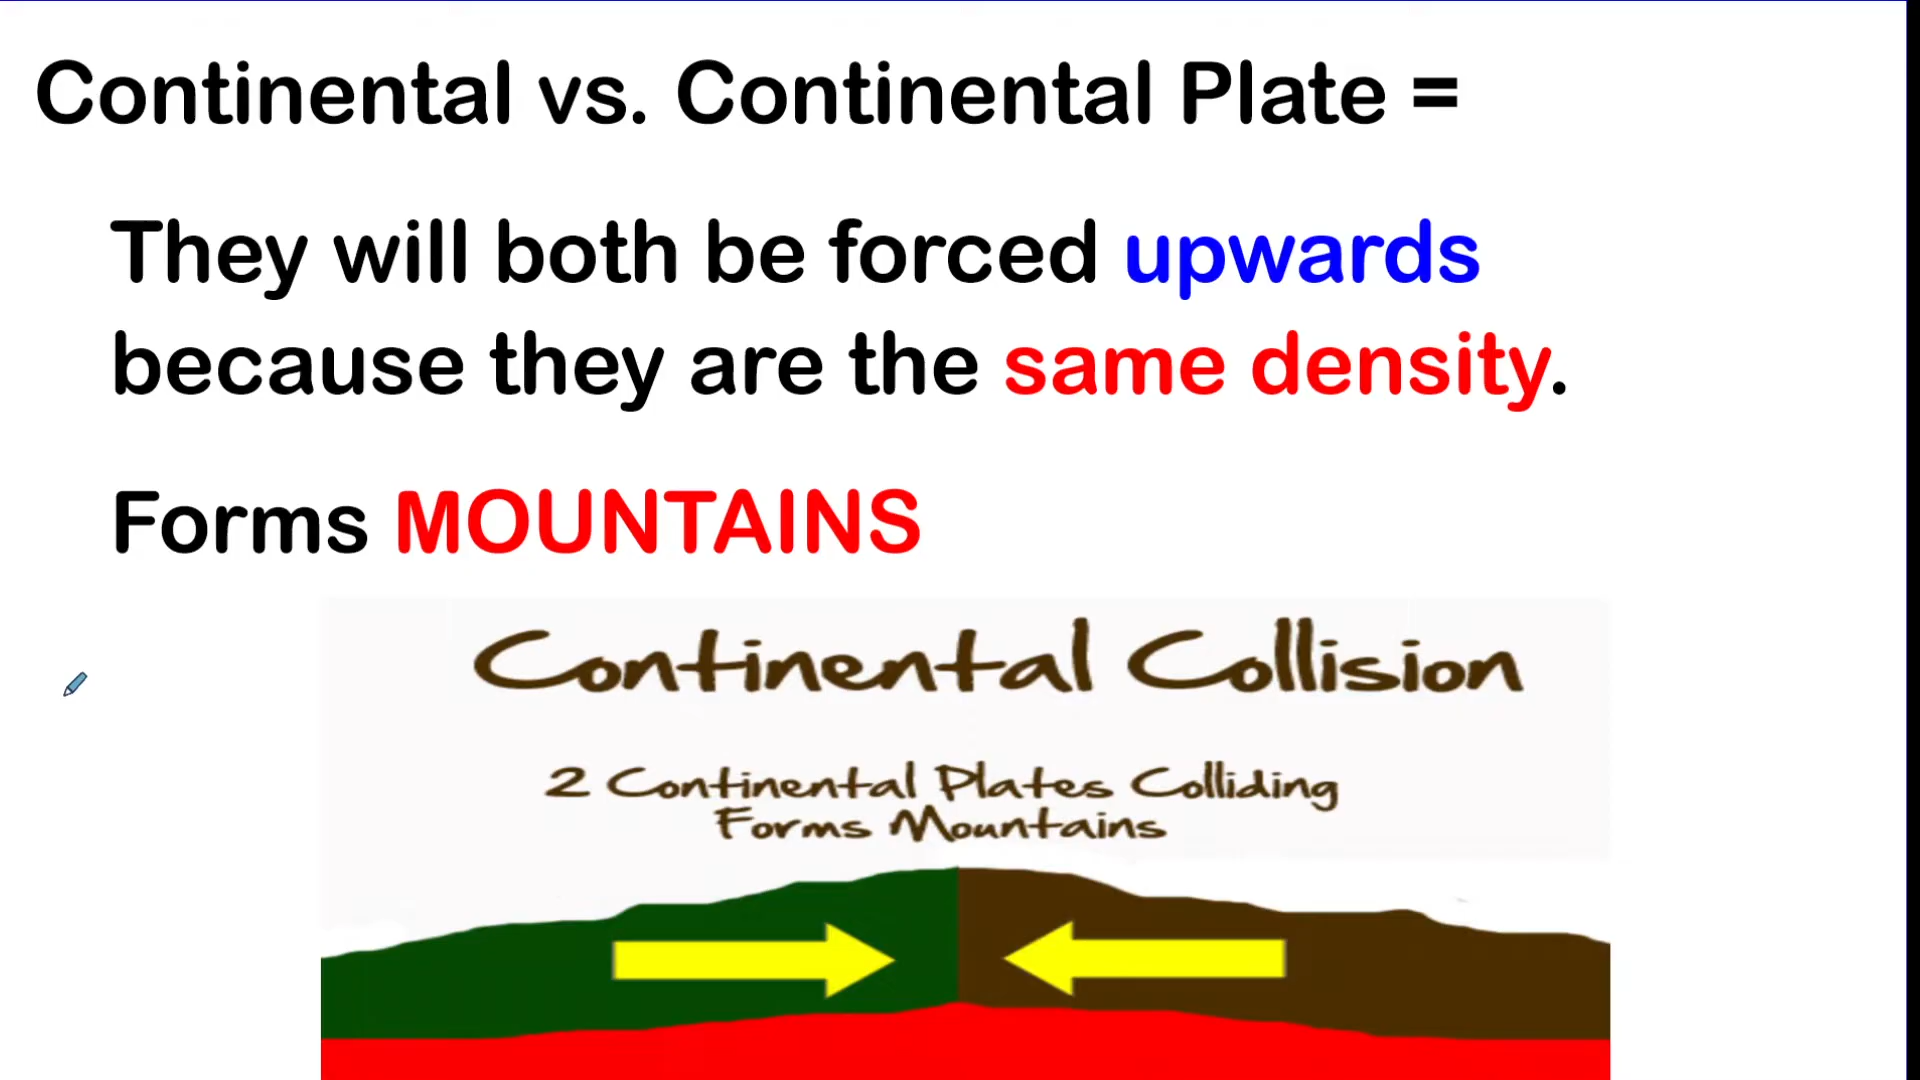 Continental vs. Continental Plate =
They will both be forced upwards
because they are the same density.
Forms MOUNTAINS
Continental Collision
2 Continental Plates Colliding
Forms Mountains